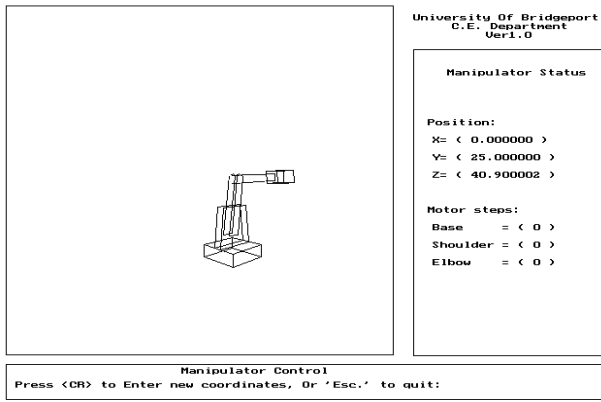 University Of Bridgeport
C.E. Department
Ver1.0
Manipulator Status
Position:
X= ( 0.000000 )
Y= ( 25.000000 )
Z= ( 40.900002 )
Motor steps:
Base = ( 0 )
Shoulder = ( 0 )
Elbow = ( 0 )
Manipulator Control
Press <CR> to Enter new coordinates, Or 'Esc.' to quit: